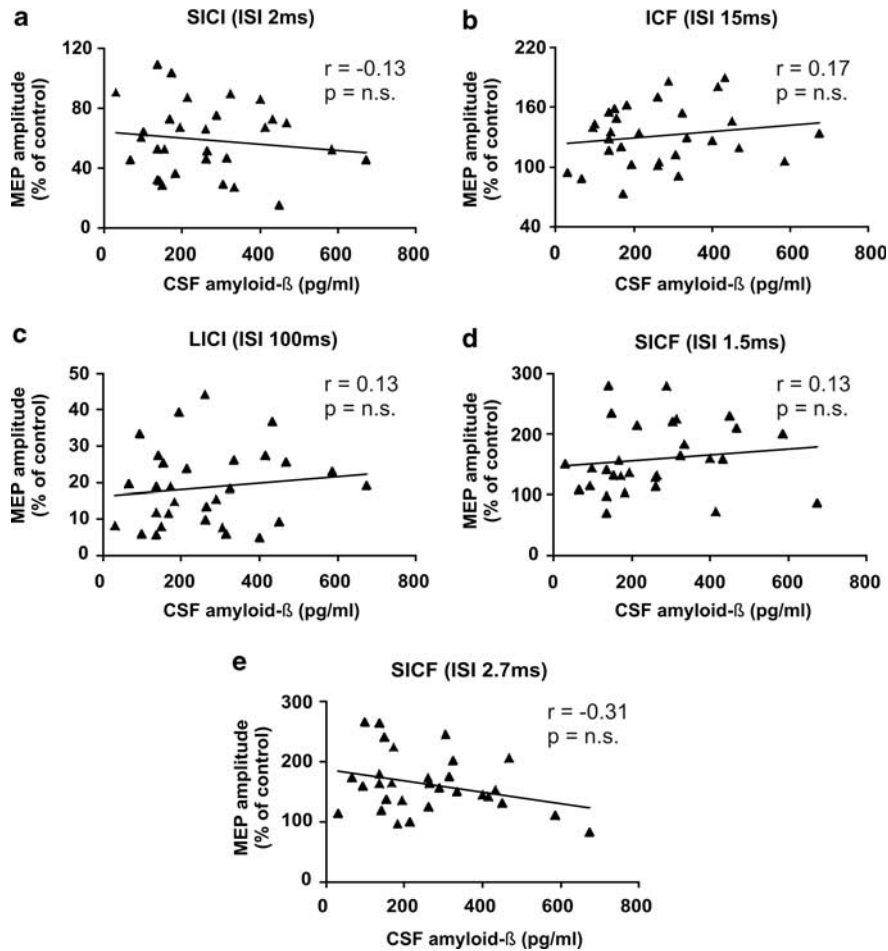 a
SICI (ISI 2ms)
r = -0.13
p = n.s.
MEP amplitude
(% of control)
120
80
40
0
0 200 400 600 800
CSF amyloid-ß (pg/ml)
b
ICF (ISI 15ms)
r = 0.17
p = n.s.
MEP amplitude
(% of control)
220
160
100
40
0 200 400 600 800
CSF amyloid-ß (pg/ml)
c
LICI (ISI 100ms)
r = 0.13
p = n.s.
MEP amplitude
(% of control)
50
40
30
20
10
0
0 200 400 600 800
CSF amyloid-ß (pg/ml)
d
SICF (ISI 1.5ms)
r = 0.13
p = n.s.
MEP amplitude
(% of control)
300
200
100
0
0 200 400 600 800
CSF amyloid-ß (pg/ml)
e
SICF (ISI 2.7ms)
r = -0.31
p = n.s.
MEP amplitude
(% of control)
300
200
100
0
0 200 400 600 800
CSF amyloid-ß (pg/ml)